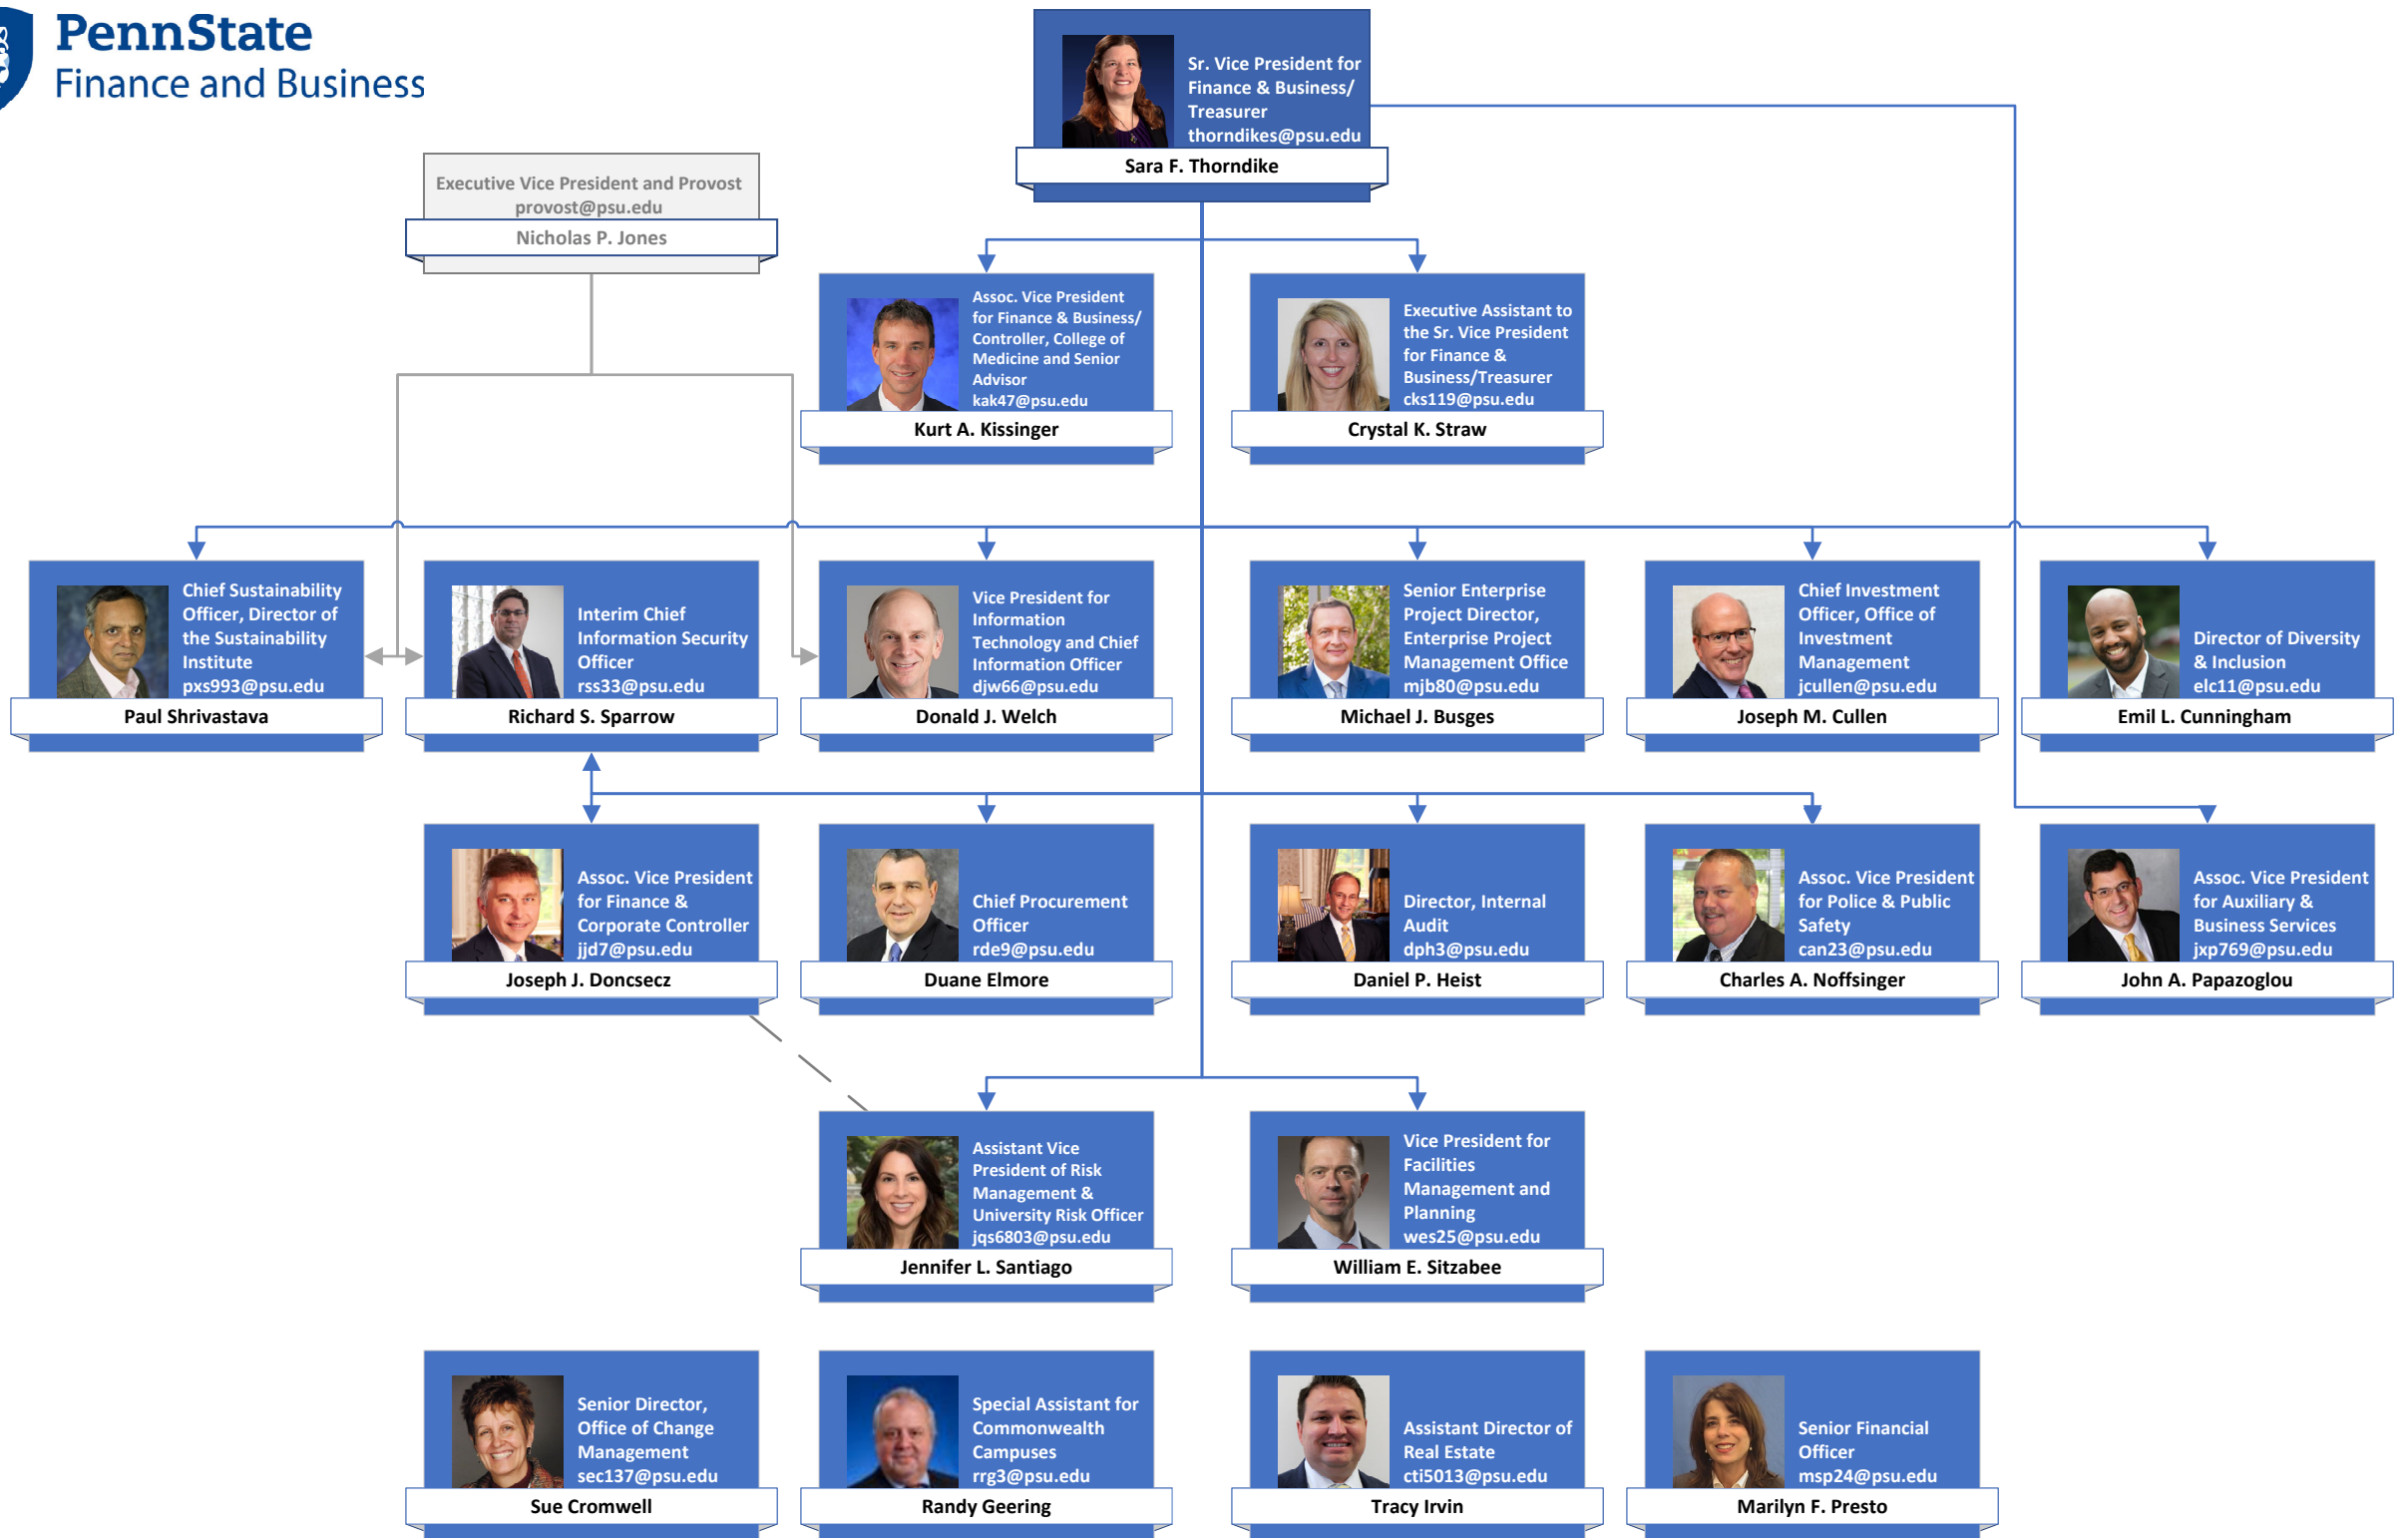 PennState
Finance and Business
Sr. Vice President for
Finance & Business/
Treasurer
thorndikes@psu.edu
Sara F. Thorndike
Executive Vice President and Provost
provost@psu.edu
Nicholas P. Jones
Assoc. Vice President
for Finance & Business/
Controller, College of
Medicine and Senior
Advisor
kak47@psu.edu
Kurt A. Kissinger
Executive Assistant to
the Sr. Vice President
for Finance &
Business/Treasurer
cks119@psu.edu
Crystal K. Straw
Chief Sustainability
Officer, Director of
the Sustainability
Institute
pxs993@psu.edu
Paul Shrivastava
Interim Chief
Information Security
Officer
rss33@psu.edu
Richard S. Sparrow
Vice President for
Information
Technology and Chief
Information Officer
djw66@psu.edu
Donald J. Welch
Senior Enterprise
Project Director,
Enterprise Project
Management Office
mjb80@psu.edu
Michael J. Busges
Chief Investment
Officer, Office of
Investment
Management
jcullen@psu.edu
Joseph M. Cullen
Director of Diversity
& Inclusion
elc11@psu.edu
Emil L. Cunningham
Assoc. Vice President
for Finance &
Corporate Controller
jjd7@psu.edu
Joseph J. Doncsecz
Chief Procurement
Officer
rde9@psu.edu
Duane Elmore
Director, Internal
Audit
dph3@psu.edu
Daniel P. Heist
Assoc. Vice President
for Police & Public
Safety
can23@psu.edu
Charles A. Noffsinger
Assoc. Vice President
for Auxiliary &
Business Services
jxp769@psu.edu
John A. Papazoglou
Assistant Vice
President of Risk
Management &
University Risk Officer
jqs6803@psu.edu
Jennifer L. Santiago
Vice President for
Facilities
Management and
Planning
wes25@psu.edu
William E. Sitzabee
Senior Director,
Office of Change
Management
sec137@psu.edu
Sue Cromwell
Special Assistant for
Commonwealth
Campuses
rrg3@psu.edu
Randy Geering
Assistant Director of
Real Estate
cti5013@psu.edu
Tracy Irvin
Senior Financial
Officer
msp24@psu.edu
Marilyn F. Presto